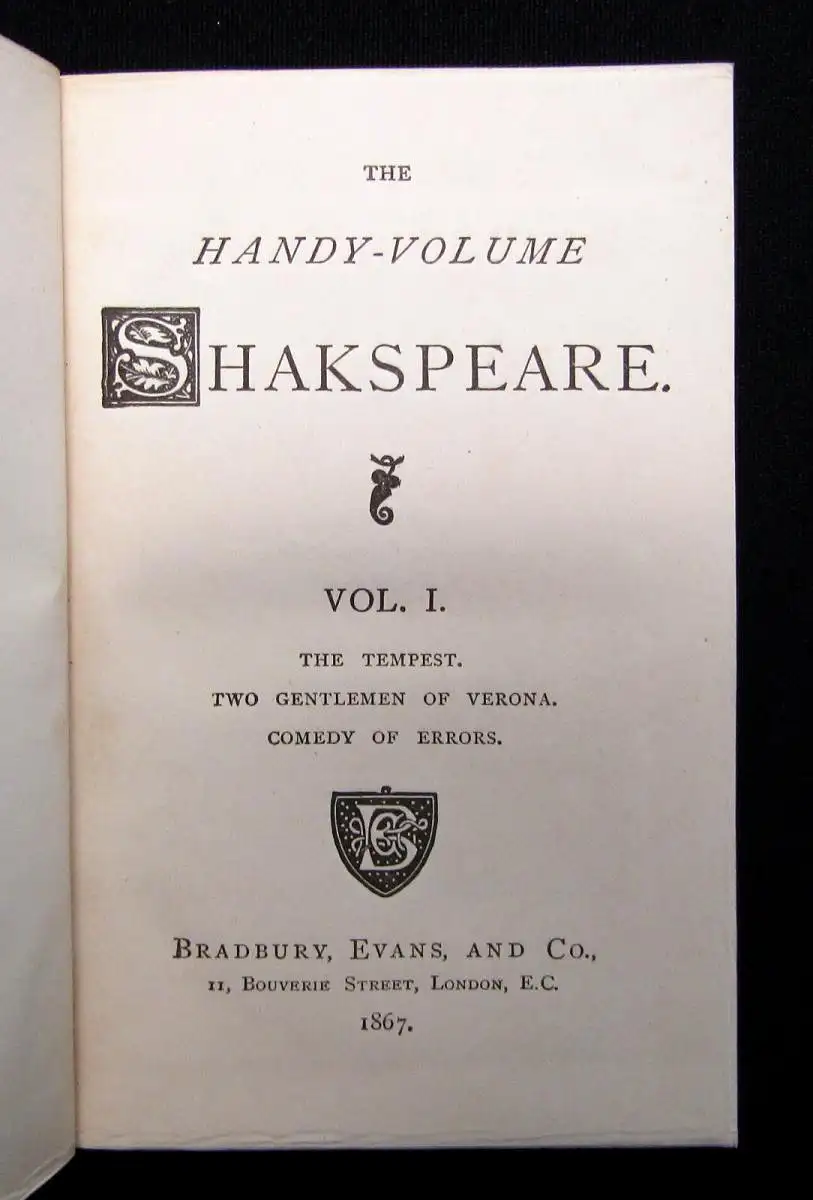 THE
HANDY-VOLUME
SHAKSPEARE.
VOL. I.
THE TEMPEST.
TWO GENTLEMEN OF VERONA.
COMEDY OF ERRORS.
BRADBURY, EVANS, AND CO.,
11, BOUVERIE STREET, LONDON, E.C.
1867.